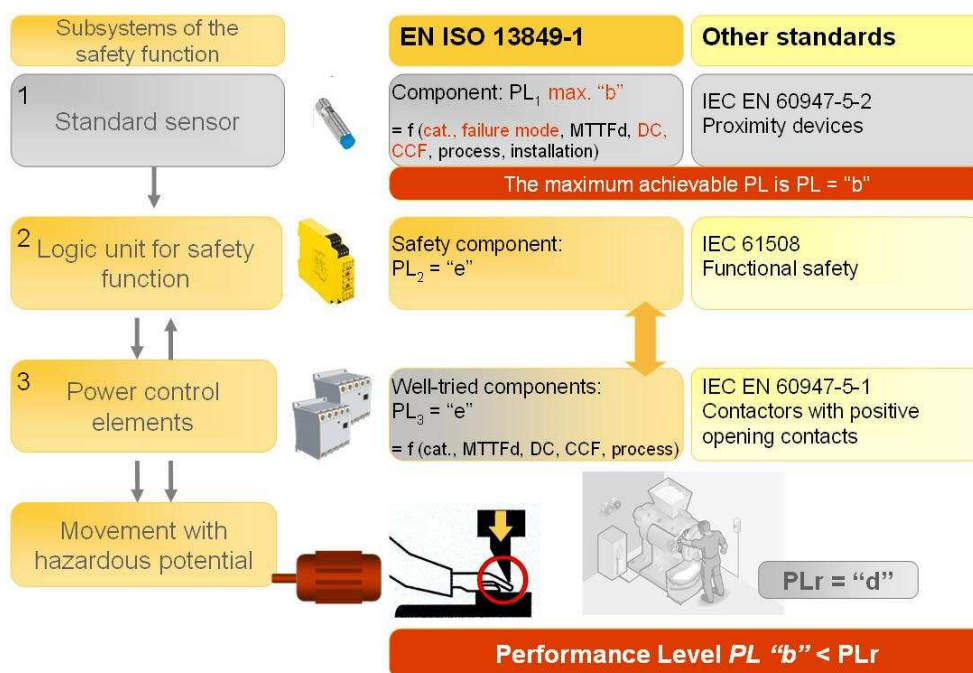 Subsystems of the
safety function
EN ISO 13849-1
Other standards
1
Standard sensor
Component: PL1 max. “b”
= f (cat., failure mode, MTTFd, DC,
CCF, process, installation)
IEC EN 60947-5-2
Proximity devices
The maximum achievable PL is PL = “b”
2
Logic unit for safety
function
Safety component:
PL2 = “e”
IEC 61508
Functional safety
3
Power control
elements
Well-tried components:
PL3 = “e”
= f (cat., MTTFd, DC, CCF, process)
IEC EN 60947-5-1
Contactors with positive
opening contacts
Movement with
hazardous potential
PLr = “d”
Performance Level PL “b” < PLr